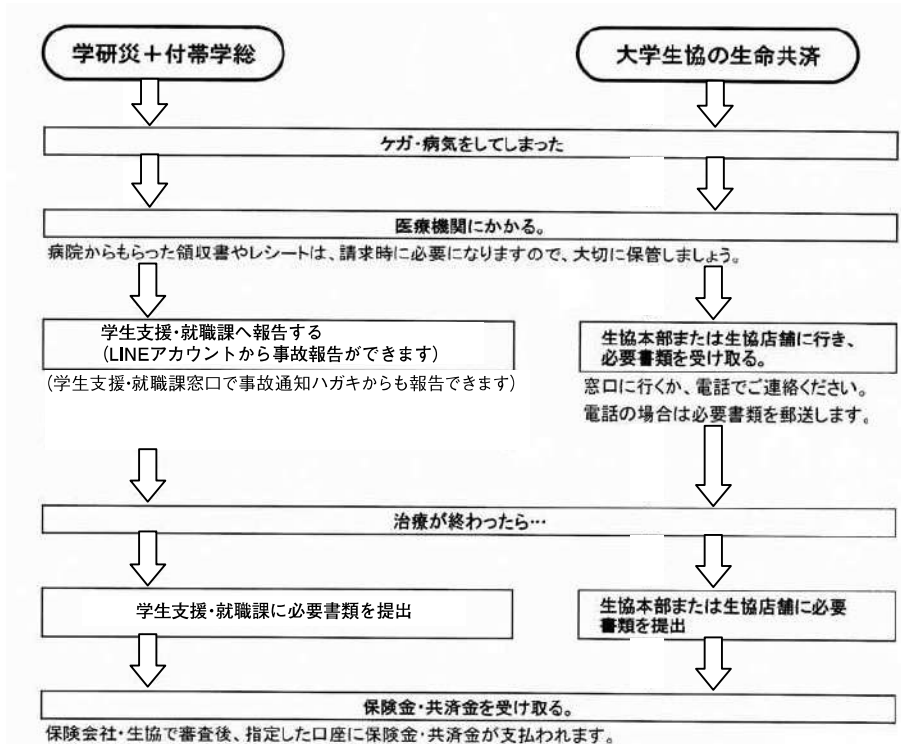 学研災＋付帯学総
大学生協の生命共済
ケガ・病気をしてしまった
医療機関にかかる。
病院からもらった領収書やレシートは、請求時に必要になりますので、大切に保管しましょう。
学生支援・就職課へ報告する
(LINEアカウントから事故報告ができます)
(学生支援・就職課窓口で事故通知ハガキからも報告できます)
生協本部または生協店舗に行き、
必要書類を受け取る。
窓口に行くか、電話でご連絡ください。
電話の場合は必要書類を郵送します。
治療が終わったら…
学生支援・就職課に必要書類を提出
生協本部または生協店舗に必要
書類を提出
保険金・共済金を受け取る。
保険会社・生協で審査後、指定した口座に保険金・共済金が支払われます。